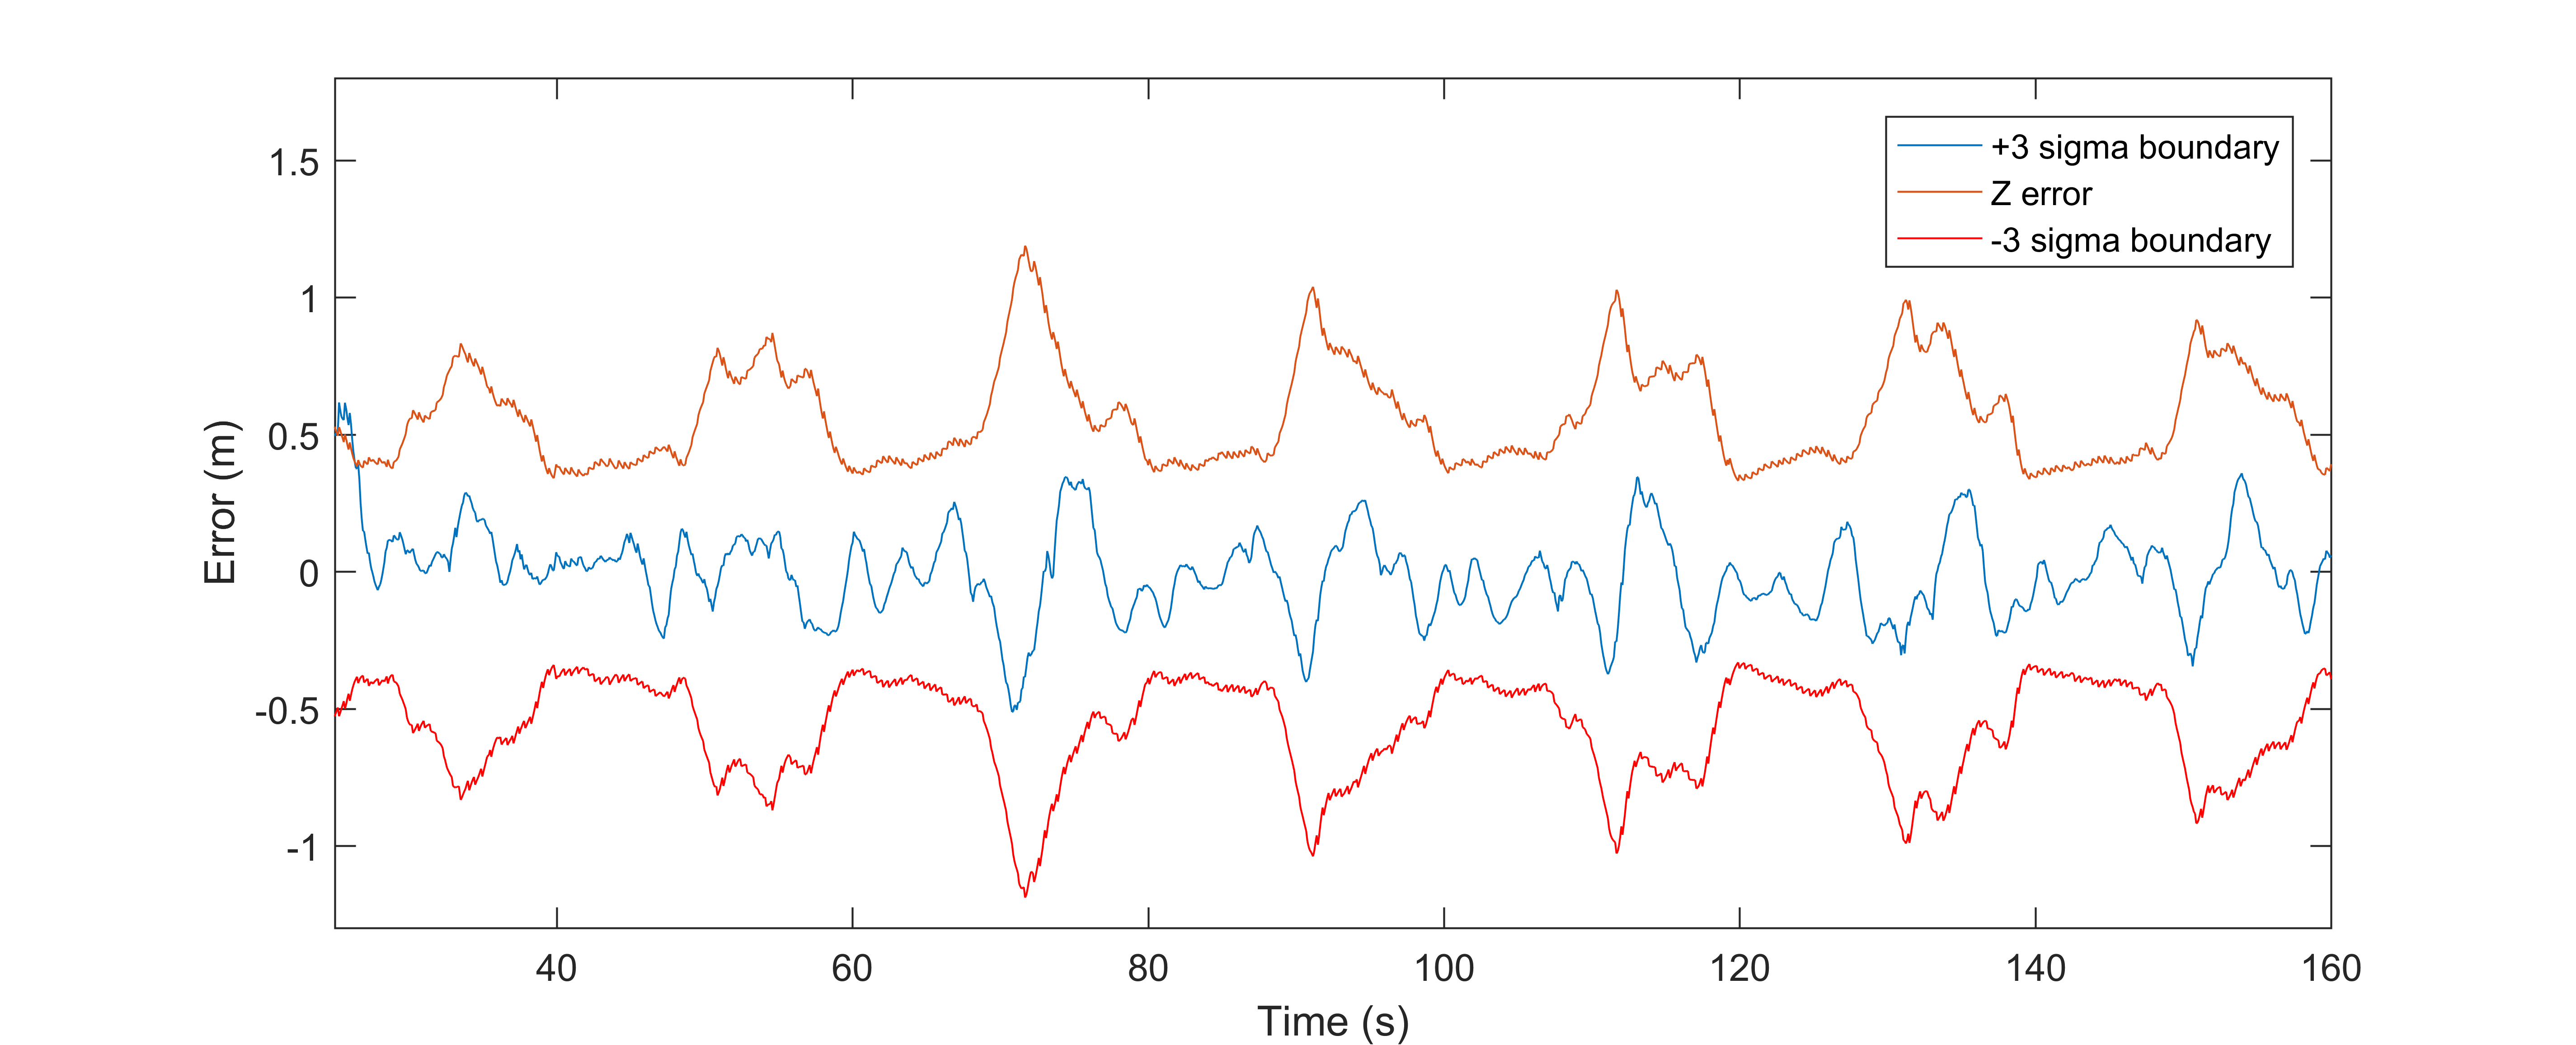 +3 sigma boundary
Z error
-3 sigma boundary
1.5
1
0.5
0
-0.5
-1
Error (m)
40 60 80 100 120 140 160
Time (s)